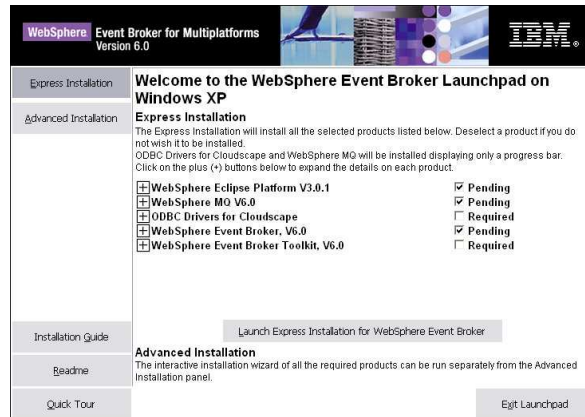 WebSphere Event Broker for Multiplatforms
Version 6.0
IBM®
Express Installation
Advanced Installation
Installation Guide
Readme
Quick Tour
Welcome to the WebSphere Event Broker Launchpad on
Windows XP
Express Installation
The Express Installation will install all the selected products listed below. Deselect a product if you do
not wish it to be installed.
ODBC Drivers for Cloudscape and WebSphere MQ will be installed displaying only a progress bar.
Click on the plus (+) buttons below to expand the details on each product.
WebSphere Eclipse Platform V3.0.1 Pending
WebSphere MQ V6.0 Pending
ODBC Drivers for Cloudscape Required
WebSphere Event Broker, V6.0 Pending
WebSphere Event Broker Toolkit, V6.0 Required
Launch Express Installation for WebSphere Event Broker
Advanced Installation
The interactive installation wizard of all the required products can be run separately from the Advanced
Installation panel.
Exit Launchpad